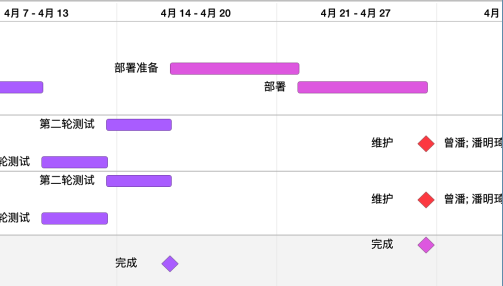 4月 7 - 4月 13
4月 14 - 4月 20
4月 21 - 4月 27
4月
部署准备
部署
第二轮测试
维护
曾潘; 潘明琦
轮测试
第二轮测试
维护
曾潘; 潘明琦
轮测试
完成
完成